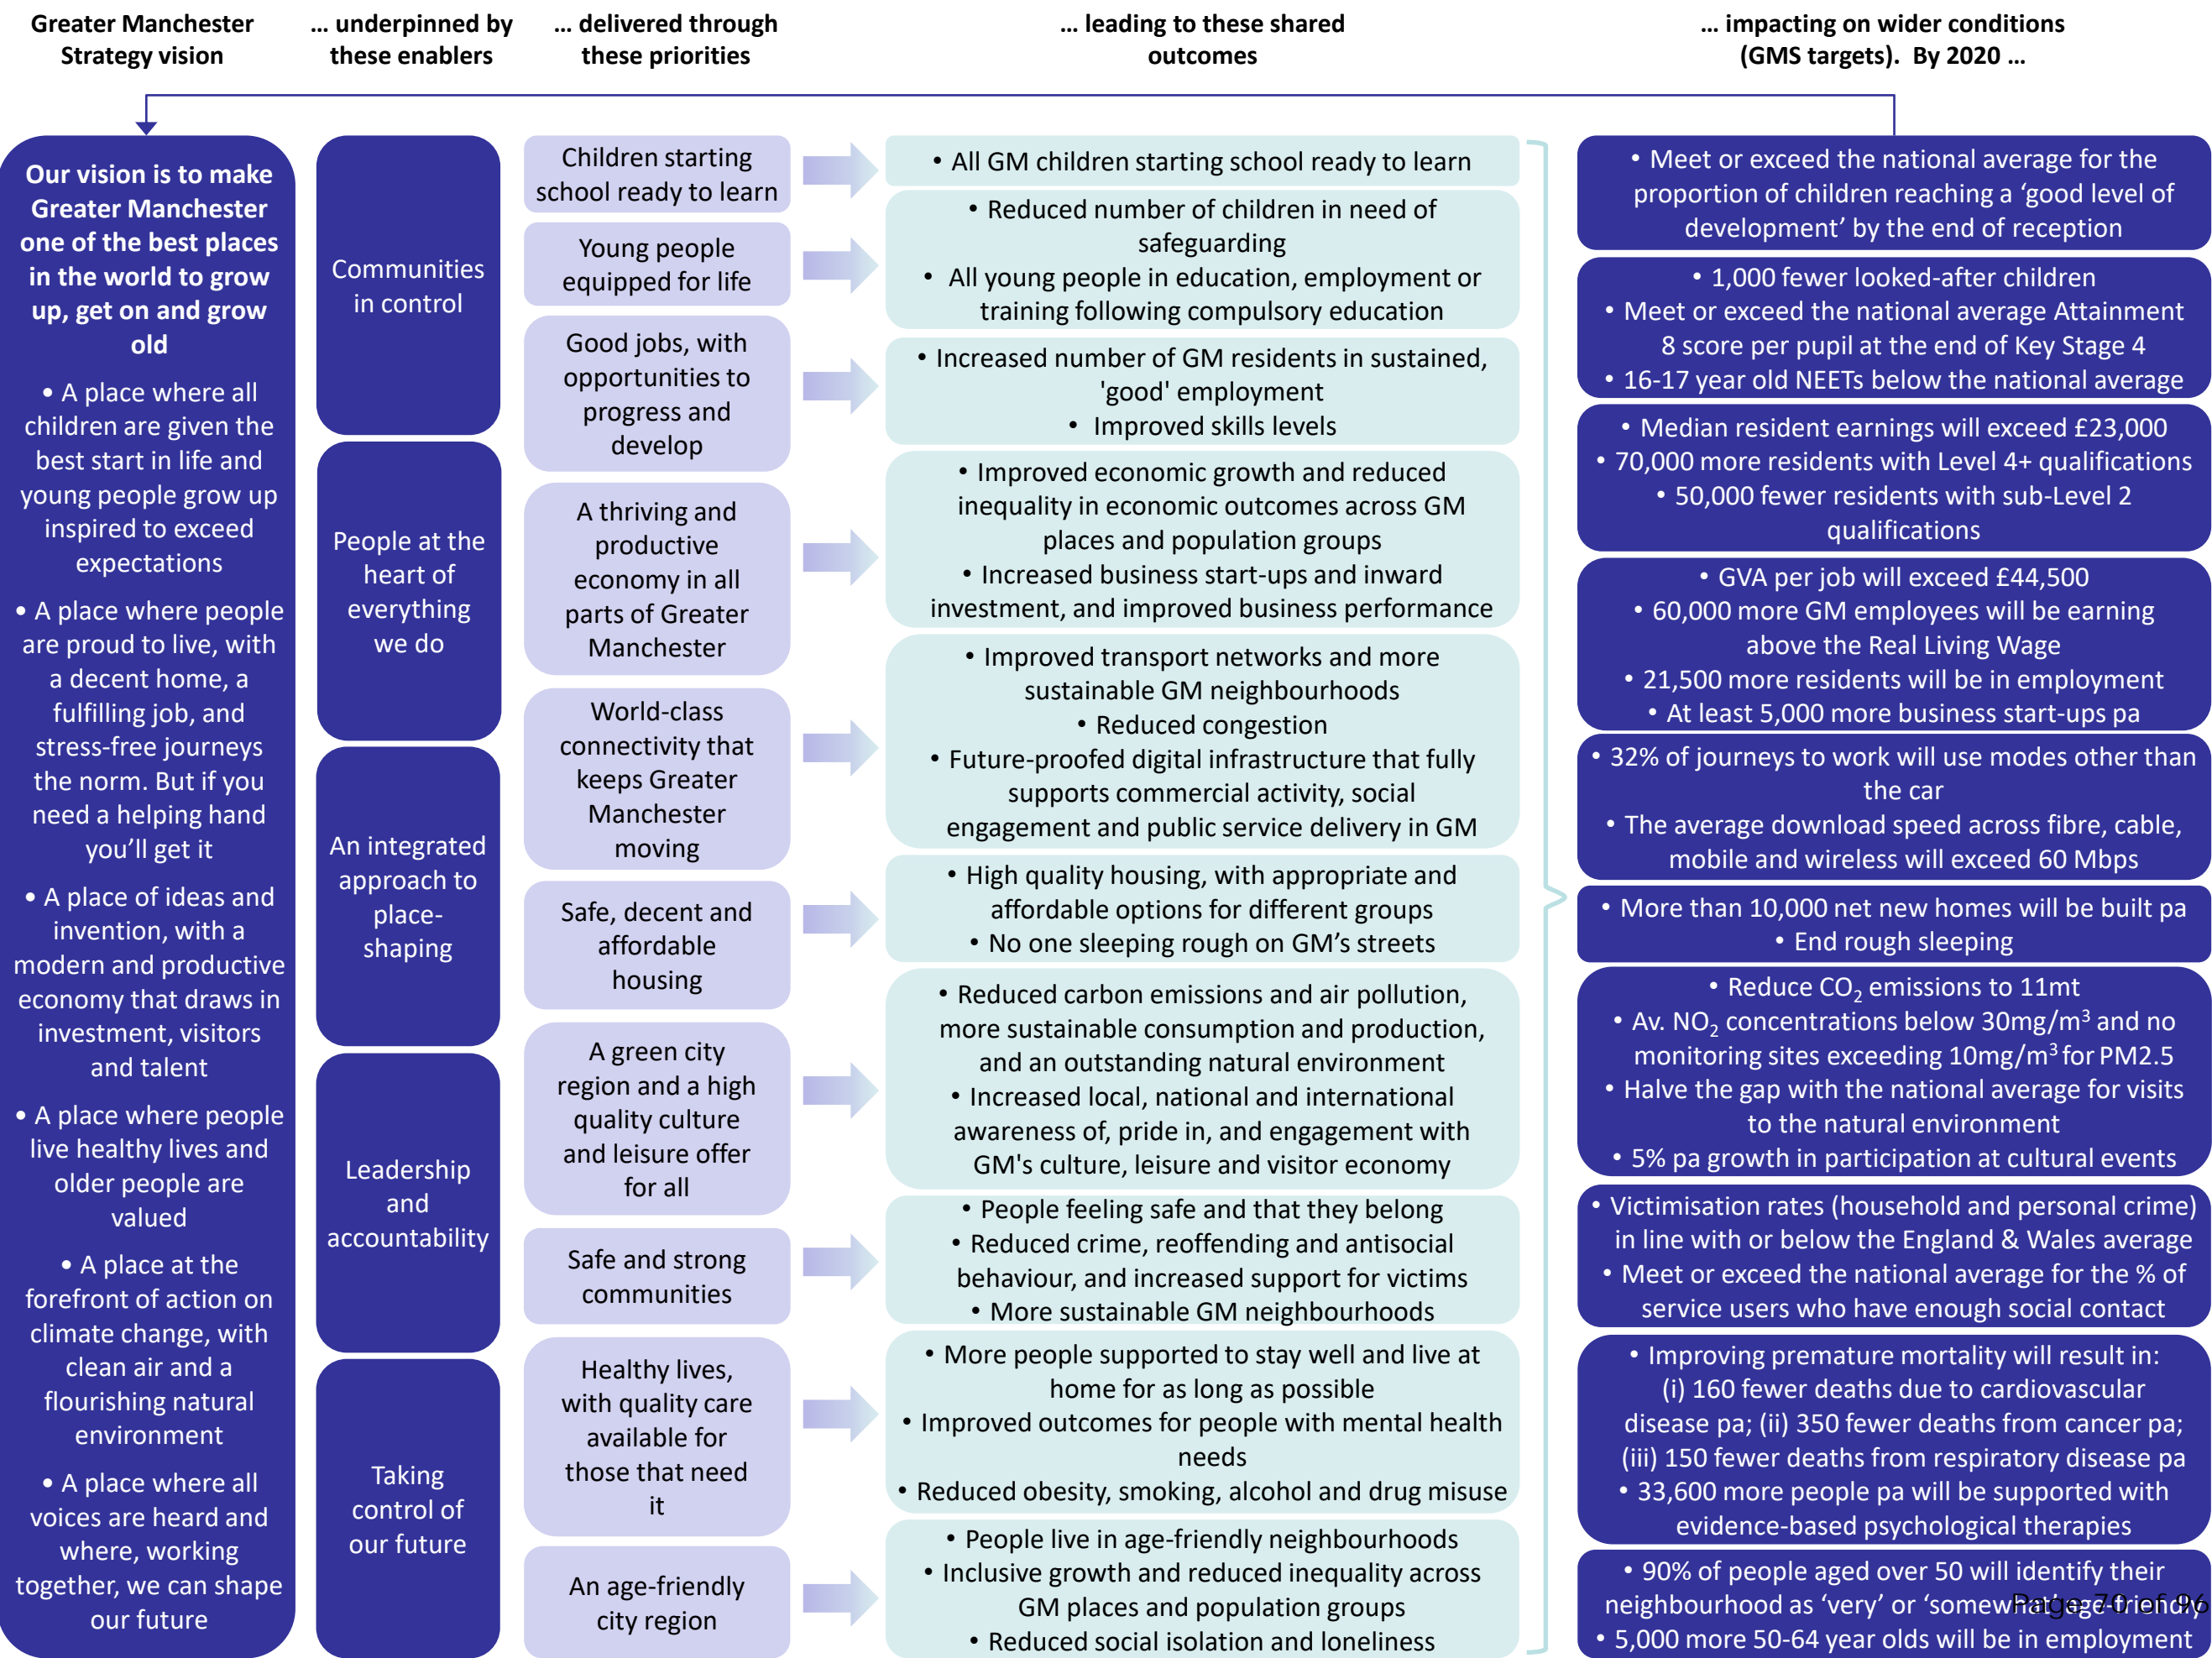 Greater Manchester
Strategy vision
... underpinned by
these enablers
... delivered through
these priorities
... leading to these shared
outcomes
... impacting on wider conditions
(GMS targets).  By 2020 ...
Our vision is to make
Greater Manchester
one of the best places
in the world to grow
up, get on and grow
old
• A place where all
children are given the
best start in life and
young people grow up
inspired to exceed
expectations
• A place where people
are proud to live, with
a decent home, a
fulfilling job, and
stress-free journeys
the norm. But if you
need a helping hand
you’ll get it
• A place of ideas and
invention, with a
modern and productive
economy that draws in
investment, visitors
and talent
• A place where people
live healthy lives and
older people are
valued
• A place at the
forefront of action on
climate change, with
clean air and a
flourishing natural
environment
• A place where all
voices are heard and
where, working
together, we can shape
our future
Communities
in control
People at the
heart of
everything
we do
An integrated
approach to
place-
shaping
Leadership
and
accountability
Taking
control of
our future
Children starting
school ready to learn
Young people
equipped for life
Good jobs, with
opportunities to
progress and
develop
A thriving and
productive
economy in all
parts of Greater
Manchester
World-class
connectivity that
keeps Greater
Manchester
moving
Safe, decent and
affordable
housing
A green city
region and a high
quality culture
and leisure offer
for all
Safe and strong
communities
Healthy lives,
with quality care
available for
those that need
it
An age-friendly
city region
• All GM children starting school ready to learn
• Reduced number of children in need of
safeguarding
• All young people in education, employment or
training following compulsory education
• Increased number of GM residents in sustained,
'good' employment
• Improved skills levels
• Improved economic growth and reduced
inequality in economic outcomes across GM
places and population groups
• Increased business start-ups and inward
investment, and improved business performance
• Improved transport networks and more
sustainable GM neighbourhoods
• Reduced congestion
• Future-proofed digital infrastructure that fully
supports commercial activity, social
engagement and public service delivery in GM
• High quality housing, with appropriate and
affordable options for different groups
• No one sleeping rough on GM’s streets
• Reduced carbon emissions and air pollution,
more sustainable consumption and production,
and an outstanding natural environment
• Increased local, national and international
awareness of, pride in, and engagement with
GM's culture, leisure and visitor economy
• People feeling safe and that they belong
• Reduced crime, reoffending and antisocial
behaviour, and increased support for victims
• More sustainable GM neighbourhoods
• More people supported to stay well and live at
home for as long as possible
• Improved outcomes for people with mental health
needs
• Reduced obesity, smoking, alcohol and drug misuse
• People live in age-friendly neighbourhoods
• Inclusive growth and reduced inequality across
GM places and population groups
• Reduced social isolation and loneliness
• Meet or exceed the national average for the
proportion of children reaching a ‘good level of
development’ by the end of reception
• 1,000 fewer looked-after children
• Meet or exceed the national average Attainment
8 score per pupil at the end of Key Stage 4
• 16-17 year old NEETs below the national average
• Median resident earnings will exceed £23,000
• 70,000 more residents with Level 4+ qualifications
• 50,000 fewer residents with sub-Level 2
qualifications
• GVA per job will exceed £44,500
• 60,000 more GM employees will be earning
above the Real Living Wage
• 21,500 more residents will be in employment
• At least 5,000 more business start-ups pa
• 32% of journeys to work will use modes other than
the car
• The average download speed across fibre, cable,
mobile and wireless will exceed 60 Mbps
• More than 10,000 net new homes will be built pa
• End rough sleeping
• Reduce CO₂ emissions to 11mt
• Av. NO₂ concentrations below 30mg/m³ and no
monitoring sites exceeding 10mg/m³ for PM2.5
• Halve the gap with the national average for visits
to the natural environment
• 5% pa growth in participation at cultural events
• Victimisation rates (household and personal crime)
in line with or below the England & Wales average
• Meet or exceed the national average for the % of
service users who have enough social contact
• Improving premature mortality will result in:
(i) 160 fewer deaths due to cardiovascular
disease pa; (ii) 350 fewer deaths from cancer pa;
(iii) 150 fewer deaths from respiratory disease pa
• 33,600 more people pa will be supported with
evidence-based psychological therapies
• 90% of people aged over 50 will identify their
neighbourhood as ‘very’ or ‘somewhat’ age-friendly
• 5,000 more 50-64 year olds will be in employment
Page 70 of 96